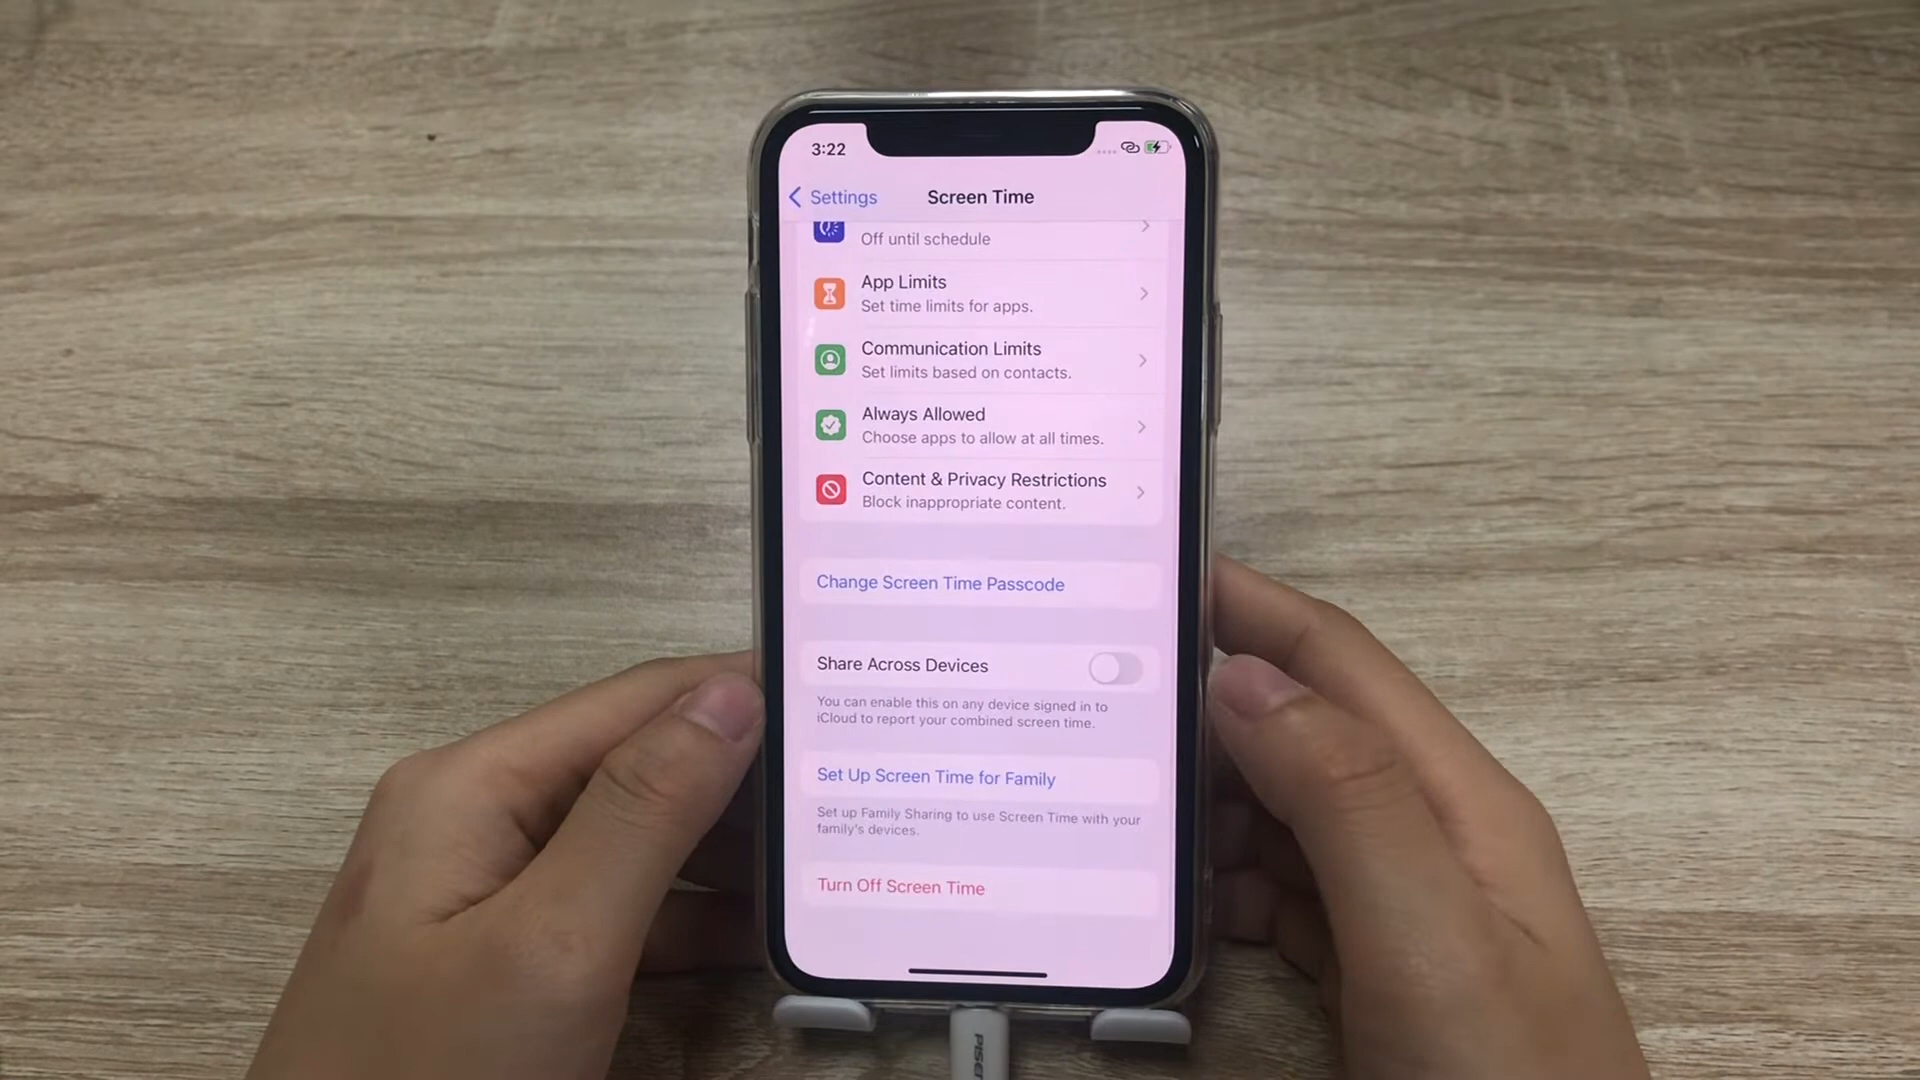 3:22
Settings
Screen Time
Off until schedule
App Limits
Set time limits for apps.
Communication Limits
Set limits based on contacts.
Always Allowed
Choose apps to allow at all times.
Content & Privacy Restrictions
Block inappropriate content.
Change Screen Time Passcode
Share Across Devices
You can enable this on any device signed in to
iCloud to report your combined screen time.
Set Up Screen Time for Family
Set up Family Sharing to use Screen Time with your
family's devices.
Turn Off Screen Time